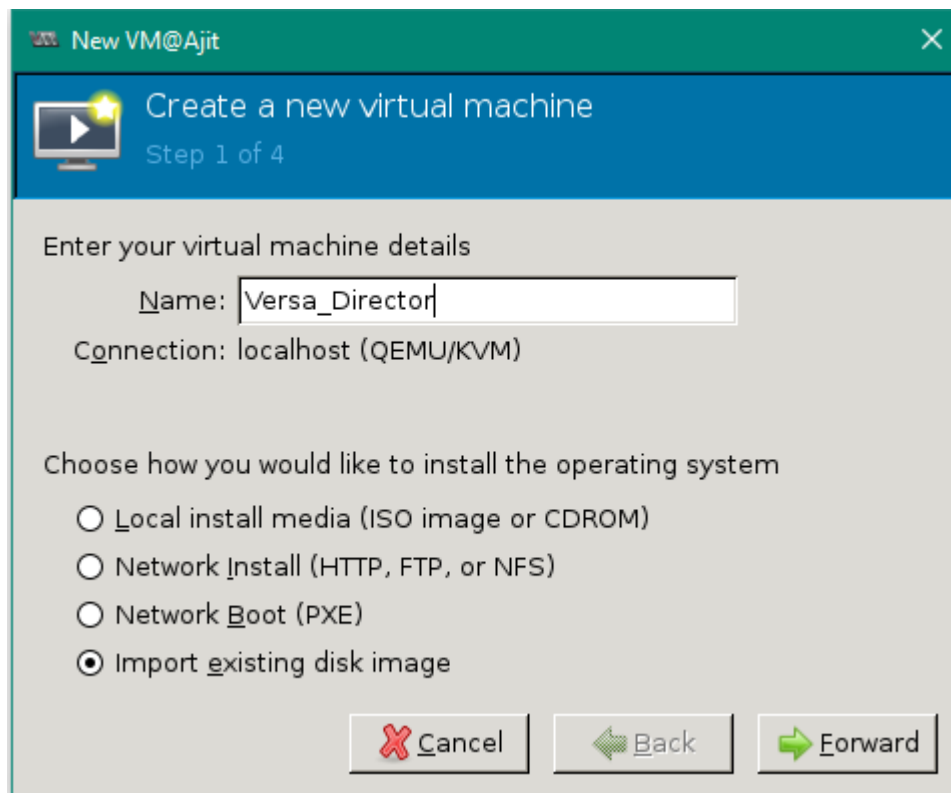 New VM@Ajit
Create a new virtual machine
Step 1 of 4
Enter your virtual machine details
Name: Versa_Director
Connection: localhost (QEMU/KVM)
Choose how you would like to install the operating system
Local install media (ISO image or CDROM)
Network Install (HTTP, FTP, or NFS)
Network Boot (PXE)
Import existing disk image
Cancel Back Forward